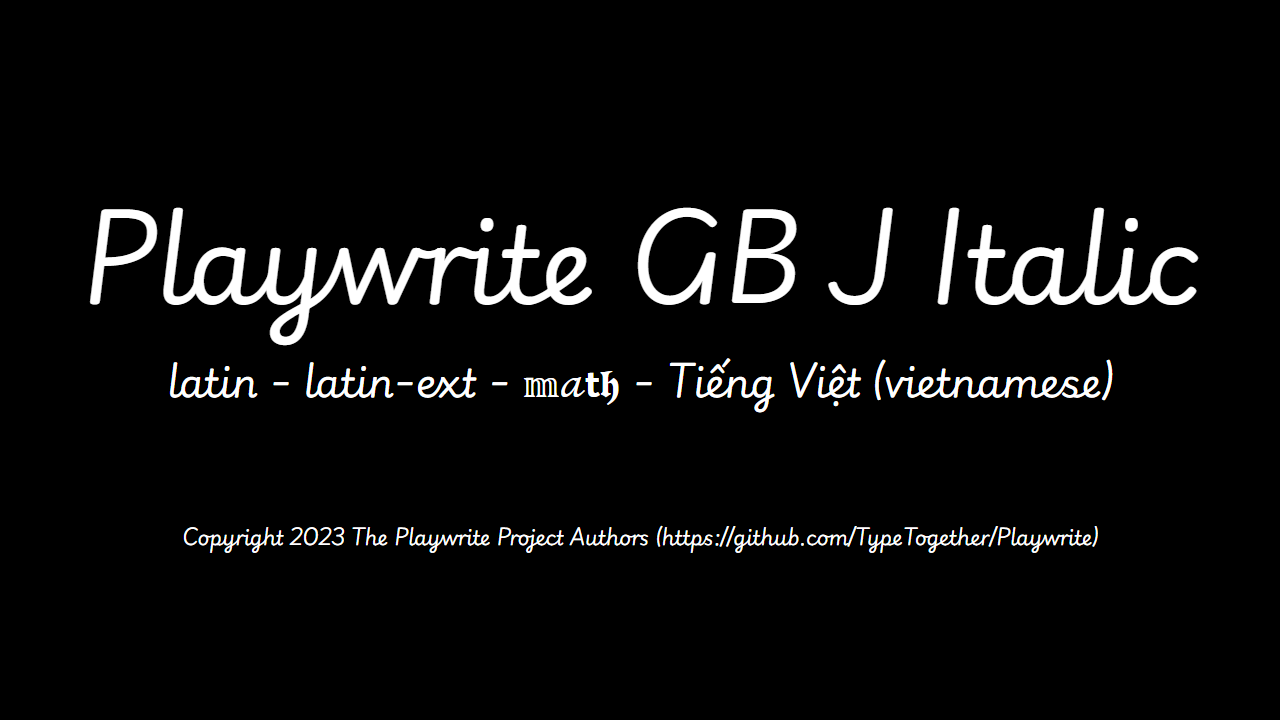 Playwrite GB J Italic
latin - latin-ext - 𝕞𝑎𝐭𝖍 - Tiếng Việt (vietnamese)
Copyright 2023 The Playwrite Project Authors (https://github.com/TypeTogether/Playwrite)